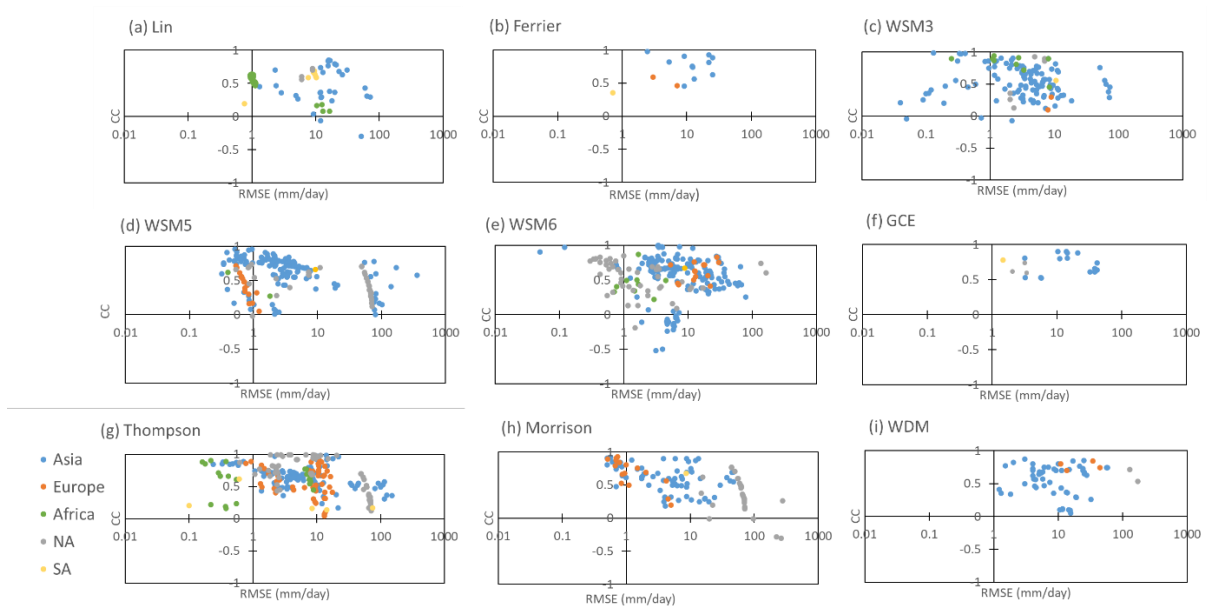 (a) Lin
1
0.5
0
0.01 0.1 1 10 100 1000
-0.5
-1
CC
RMSE (mm/day)
(b) Ferrier
1
0.5
0
0.01 0.1 1 10 100 1000
-0.5
-1
CC
RMSE (mm/day)
(c) WSM3
1
0.5
0
0.01 0.1 1 10 100 1000
-0.5
-1
CC
RMSE (mm/day)
(d) WSM5
1
0.5
0
0.01 0.1 1 10 100 1000
-0.5
-1
CC
RMSE (mm/day)
(e) WSM6
1
0.5
0
0.01 0.1 1 10 100 1000
-0.5
-1
CC
RMSE (mm/day)
(f) GCE
1
0.5
0
0.01 0.1 1 10 100 1000
-0.5
-1
CC
RMSE (mm/day)
(g) Thompson
1
0.5
0
0.01 0.1 1 10 100 1000
-0.5
-1
RMSE (mm/day)
Asia
Europe
Africa
NA
SA
(h) Morrison
1
0.5
0
0.01 0.1 1 10 100 1000
-0.5
-1
CC
RMSE (mm/day)
(i) WDM
1
0.5
0
0.01 0.1 1 10 100 1000
-0.5
-1
CC
RMSE (mm/day)